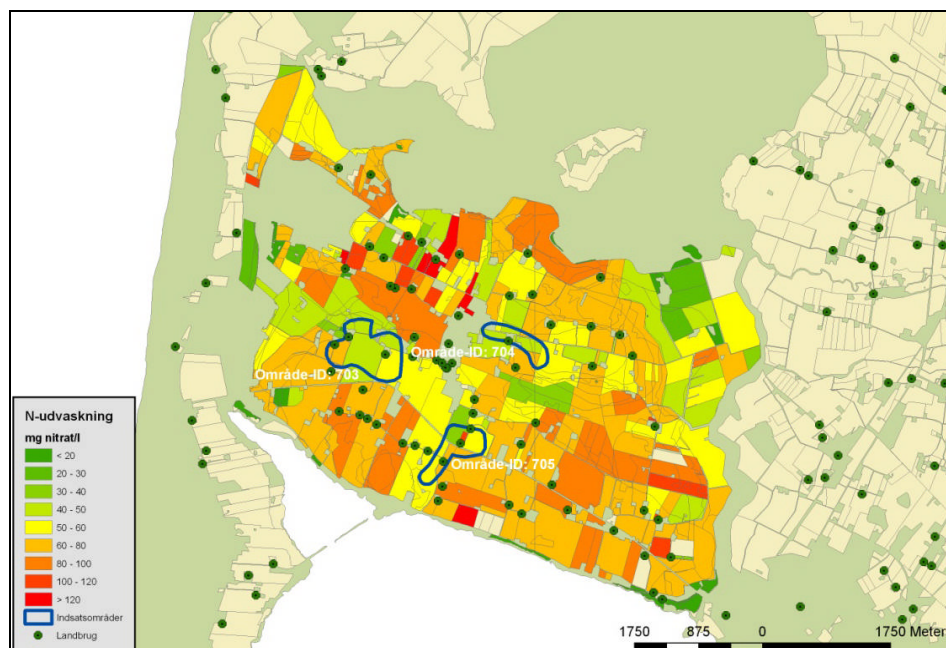 Område-ID: 704
Område-ID: 703
Område-ID: 705
N-udvaskning
mg nitrat/l
< 20
20 - 30
30 - 40
40 - 50
50 - 60
60 - 80
80 - 100
100 - 120
> 120
Indsatsområder
Landbrug
1750 875 0 1750 Meter